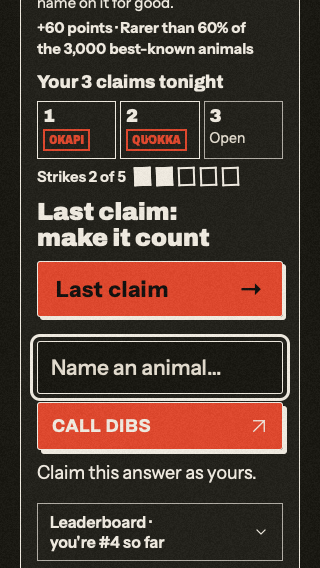 name on it for good.
+60 points · Rarer than 60% of
the 3,000 best-known animals
Your 3 claims tonight
1
OKAPI
2
QUOKKA
3
Open
Strikes 2 of 5
Last claim:
make it count
Last claim →
Name an animal...
CALL DIBS
Claim this answer as yours.
Leaderboard ·
you're #4 so far